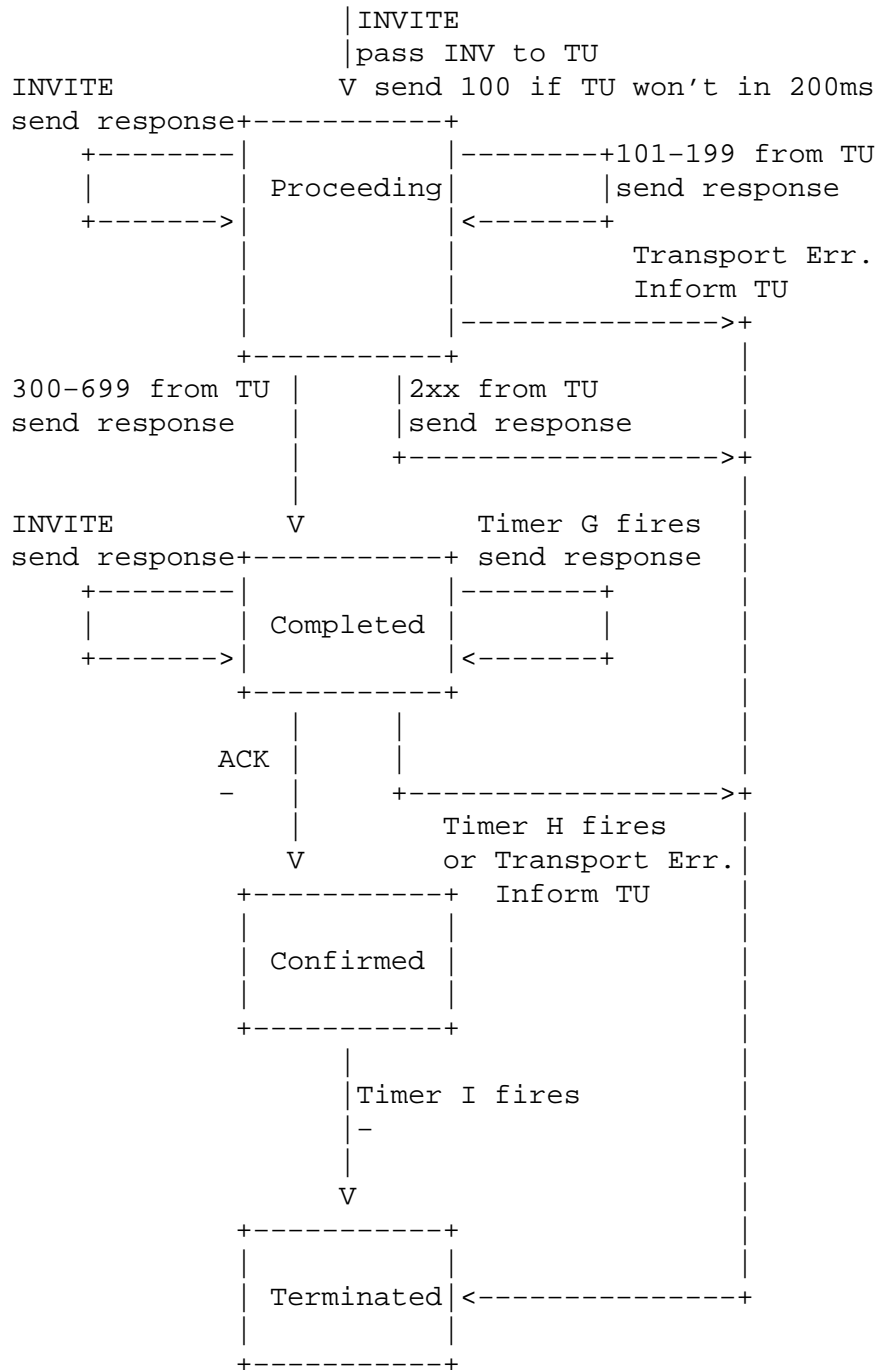 |INVITE
|pass INV to TU
INVITE V send 100 if TU won't in 200ms
send response+-----------+
+--------| |--------+101-199 from TU
| | Proceeding| |send response
+------->| |<-------+
| | Transport Err.
| | Inform TU
| |--------------->+
+-----------+ |
300-699 from TU | |2xx from TU |
send response | |send response |
| +------------------>+
| |
INVITE V Timer G fires |
send response+-----------+ send response |
+--------| |--------+ |
| | Completed | | |
+------->| |<-------+ |
+-----------+ |
| | |
ACK | | |
- | +------------------>+
| Timer H fires |
V or Transport Err.|
+-----------+ Inform TU |
| | |
| Confirmed | |
| | |
+-----------+ |
| |
|Timer I fires |
|- |
| |
V |
+-----------+ |
| | |
| Terminated|<---------------+
| |
+-----------+